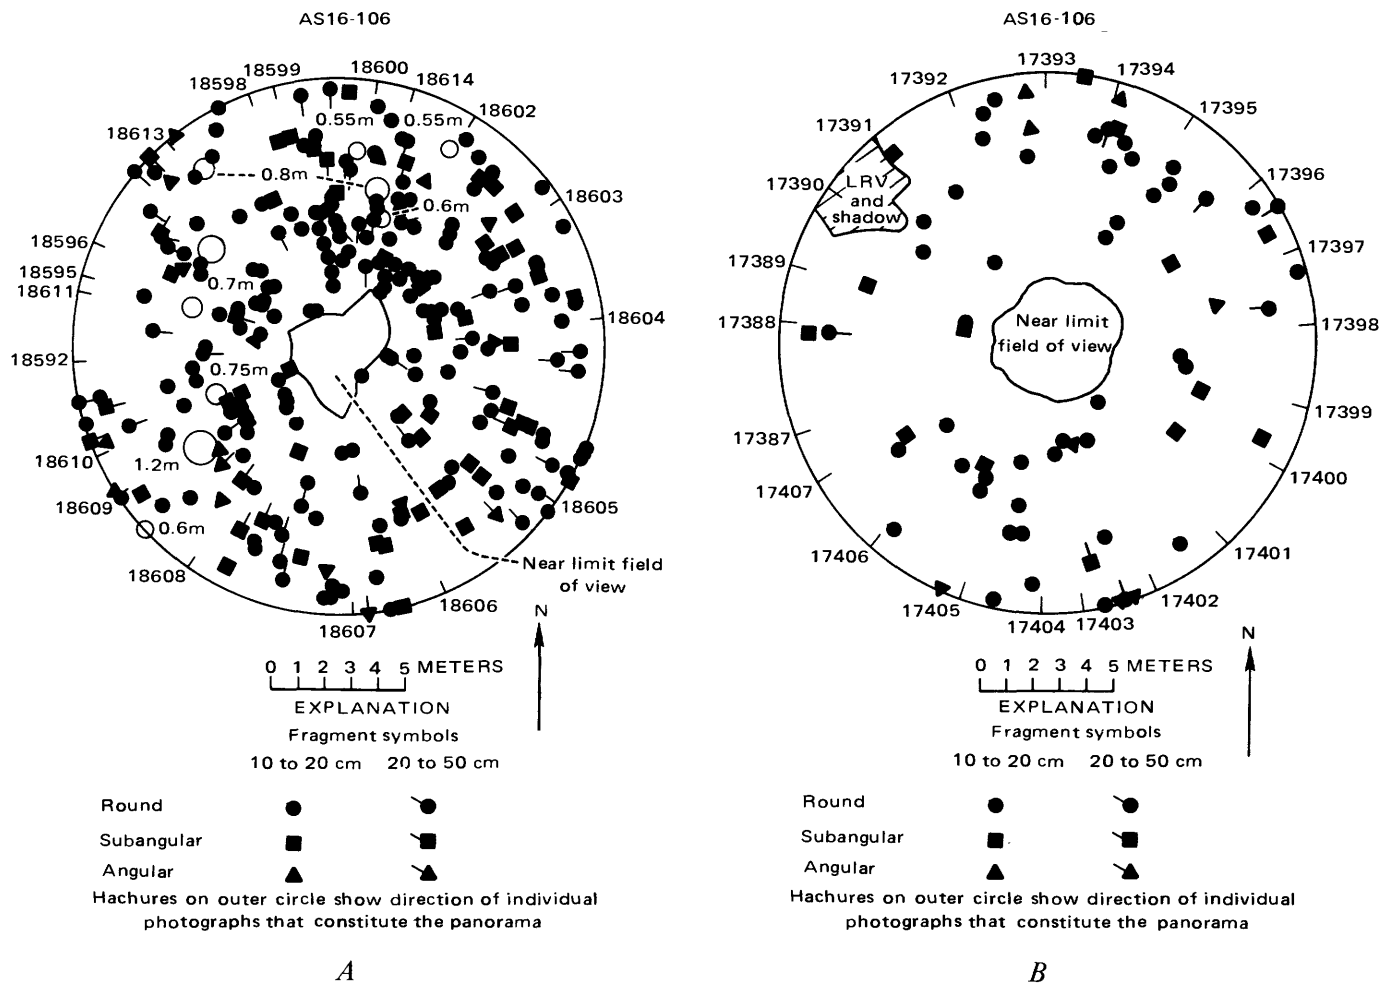 AS16-106
18600
18599
18614
18598
18602
0.55m
0.55m
18613
0.8m
18603
0.6m
18596
18595
0.7m
18611
18604
18592
0.75m
18610
1.2m
18609
18605
0.6m
18608
Near limit field
of view
18606
18607
N
0 1 2 3 4 5 METERS
EXPLANATION
Fragment symbols
10 to 20 cm 20 to 50 cm
Round
Subangular
Angular
Hachures on outer circle show direction of individual
photographs that constitute the panorama
A
AS16-106
17393
17394
17392
17395
17391
17396
17390
LRV
and
shadow
17397
17389
17388
Near limit
field of view
17398
17399
17387
17400
17407
17406
17401
17402
17405
17404
17403
N
0 1 2 3 4 5 METERS
EXPLANATION
Fragment symbols
10 to 20 cm 20 to 50 cm
Round
Subangular
Angular
Hachures on outer circle show direction of individual
photographs that constitute the panorama
B